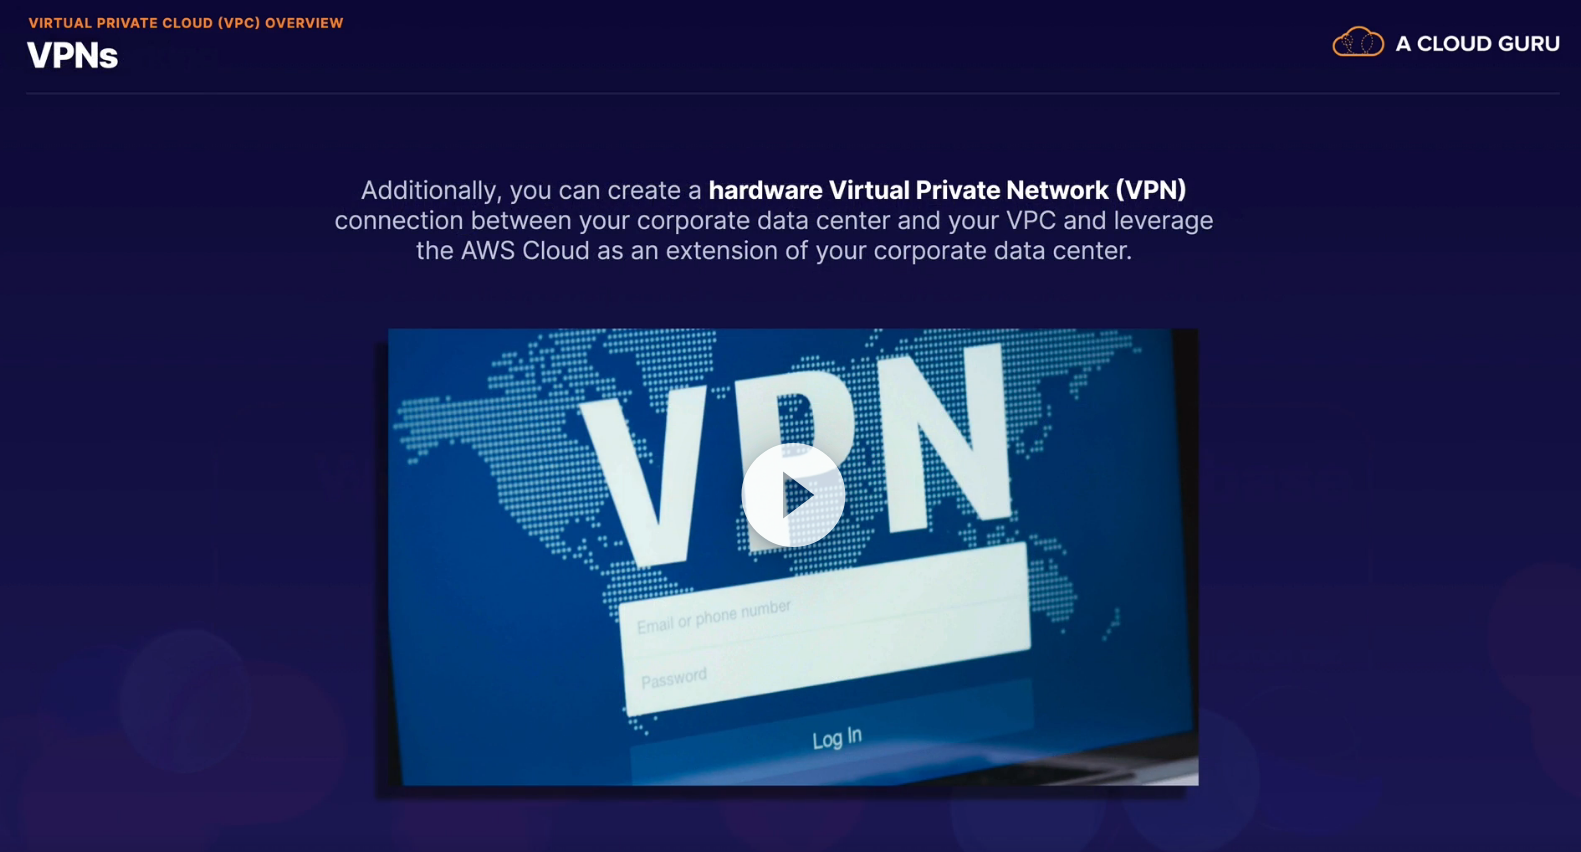 VIRTUAL PRIVATE CLOUD (VPC) OVERVIEW
VPNs
A CLOUD GURU
Additionally, you can create a hardware Virtual Private Network (VPN)
connection between your corporate data center and your VPC and leverage
the AWS Cloud as an extension of your corporate data center.
VPN
Email or phone number
Password
Log In